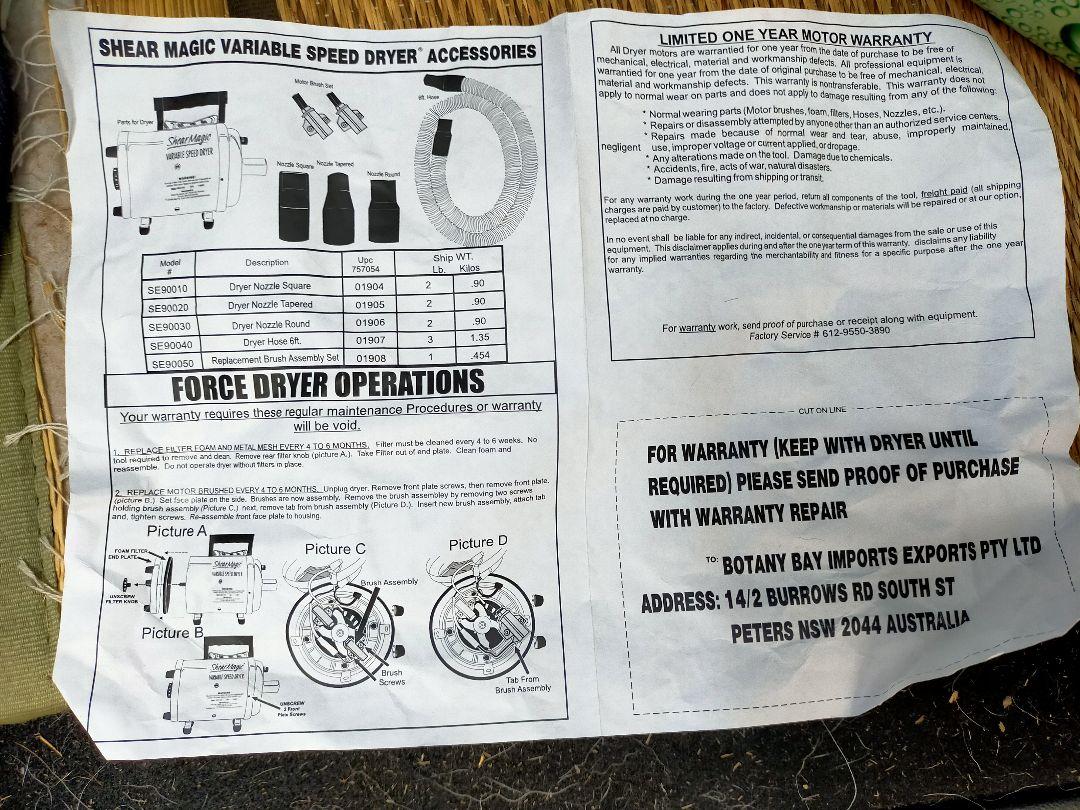 SHEAR MAGIC VARIABLE SPEED DRYER® ACCESSORIES
Parts for Dryer
Motor Brush Set
6ft. Hose
Shear Magic
VARIABLE SPEED DRYER
Nozzle Square
Nozzle Tapered
Nozzle Round
Model # Description Upc 757054 Ship WT. Lb. Kilos
SE90010 Dryer Nozzle Square 01904 2 .90
SE90020 Dryer Nozzle Tapered 01905 2 .90
SE90030 Dryer Nozzle Round 01906 2 .90
SE90040 Dryer Hose 6ft. 01907 3 1.35
SE90050 Replacement Brush Assembly Set 01908 1 .454
FORCE DRYER OPERATIONS
Your warranty requires these regular maintenance Procedures or warranty
will be void.
1. REPLACE FILTER FOAM AND METAL MESH EVERY 4 TO 6 MONTHS. Filter must be cleaned every 4 to 6 weeks. No
tool required to remove and clean. Remove rear filter knob (picture A.). Take Filter out of end plate. Clean foam and
reassemble. Do not operate dryer without filters in place.
2. REPLACE MOTOR BRUSHED EVERY 4 TO 6 MONTHS. Unplug dryer. Remove front plate screws, then remove front plate.
(picture B.) Set face plate on the side. Brushes are now assembly. Remove the brush assembley by removing two screws
holding brush assembly (Picture C.) next, remove tab from brush assembly (Picture D.). Insert new brush assembly, attach tab
and, tighten screws. Re-assemble front face plate to housing.
Picture A
FOAM FILTER
END PLATE
UNSCREW
FILTER KNOB
Shear Magic
VARIABLE SPEED DRYER
Picture B
Shear Magic
VARIABLE SPEED DRYER
UNSCREW
3 Front
Plate Screws
Picture C
Brush Assembly
Brush
Screws
Picture D
Tab From
Brush Assembly
LIMITED ONE YEAR MOTOR WARRANTY
All Dryer motors are warrantied for one year from the date of purchase to be free of
mechanical, electrical, material and workmanship defects. All professional equipment is
warrantied for one year from the date of original purchase to be free of mechanical, electrical,
material and workmanship defects. This warranty is nontransferable. This warranty does not
apply to normal wear on parts and does not apply to damage resulting from any of the following:
* Normal wearing parts (Motor brushes, foam, filters, Hoses, Nozzles, etc.).
* Repairs or disassembly attempted by anyone other than an authorized service centers.
* Repairs made because of normal wear and tear, abuse, improperly maintained,
negligent use, improper voltage or current applied, or dropage.
* Any alterations made on the tool. Damage due to chemicals.
* Accidents, fire, acts of war, natural disasters.
* Damage resulting from shipping or transit.
For any warranty work during the one year period, return all components of the tool, freight paid (all shipping
charges are paid by customer) to the factory. Defective workmanship or materials will be repaired or at our option,
replaced at no charge.
In no event shall be liable for any indirect, incidental, or consequential damages from the sale or use of this
equipment. This disclaimer applies during and after the one year term of this warranty. disclaims any liability
for any implied warranties regarding the merchantability and fitness for a specific purpose after the one year
warranty.
For warranty work, send proof of purchase or receipt along with equipment.
Factory Service # 612-9550-3890
CUT ON LINE
FOR WARRANTY (KEEP WITH DRYER UNTIL
REQUIRED) PLEASE SEND PROOF OF PURCHASE
WITH WARRANTY REPAIR
TO: BOTANY BAY IMPORTS EXPORTS PTY LTD
ADDRESS: 14/2 BURROWS RD SOUTH ST
PETERS NSW 2044 AUSTRALIA